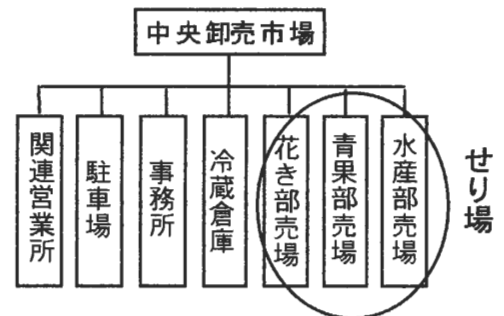 中央卸売市場
関連営業所
駐車場
事務所
冷蔵倉庫
花き部売場
青果部売場
水産部売場
せり場